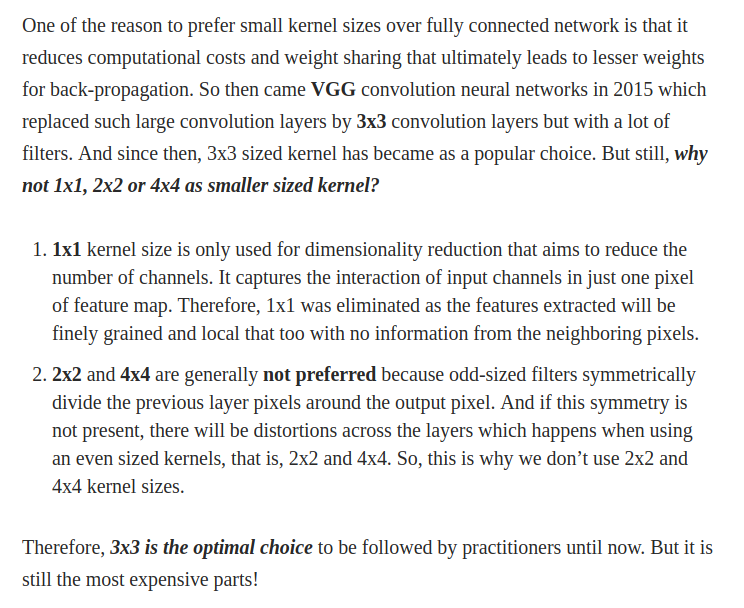 One of the reason to prefer small kernel sizes over fully connected network is that it
reduces computational costs and weight sharing that ultimately leads to lesser weights
for back-propagation. So then came VGG convolution neural networks in 2015 which
replaced such large convolution layers by 3x3 convolution layers but with a lot of
filters. And since then, 3x3 sized kernel has became as a popular choice. But still, why
not 1x1, 2x2 or 4x4 as smaller sized kernel?
1. 1x1 kernel size is only used for dimensionality reduction that aims to reduce the
number of channels. It captures the interaction of input channels in just one pixel
of feature map. Therefore, 1x1 was eliminated as the features extracted will be
finely grained and local that too with no information from the neighboring pixels.
2. 2x2 and 4x4 are generally not preferred because odd-sized filters symmetrically
divide the previous layer pixels around the output pixel. And if this symmetry is
not present, there will be distortions across the layers which happens when using
an even sized kernels, that is, 2x2 and 4x4. So, this is why we don’t use 2x2 and
4x4 kernel sizes.
Therefore, 3x3 is the optimal choice to be followed by practitioners until now. But it is
still the most expensive parts!